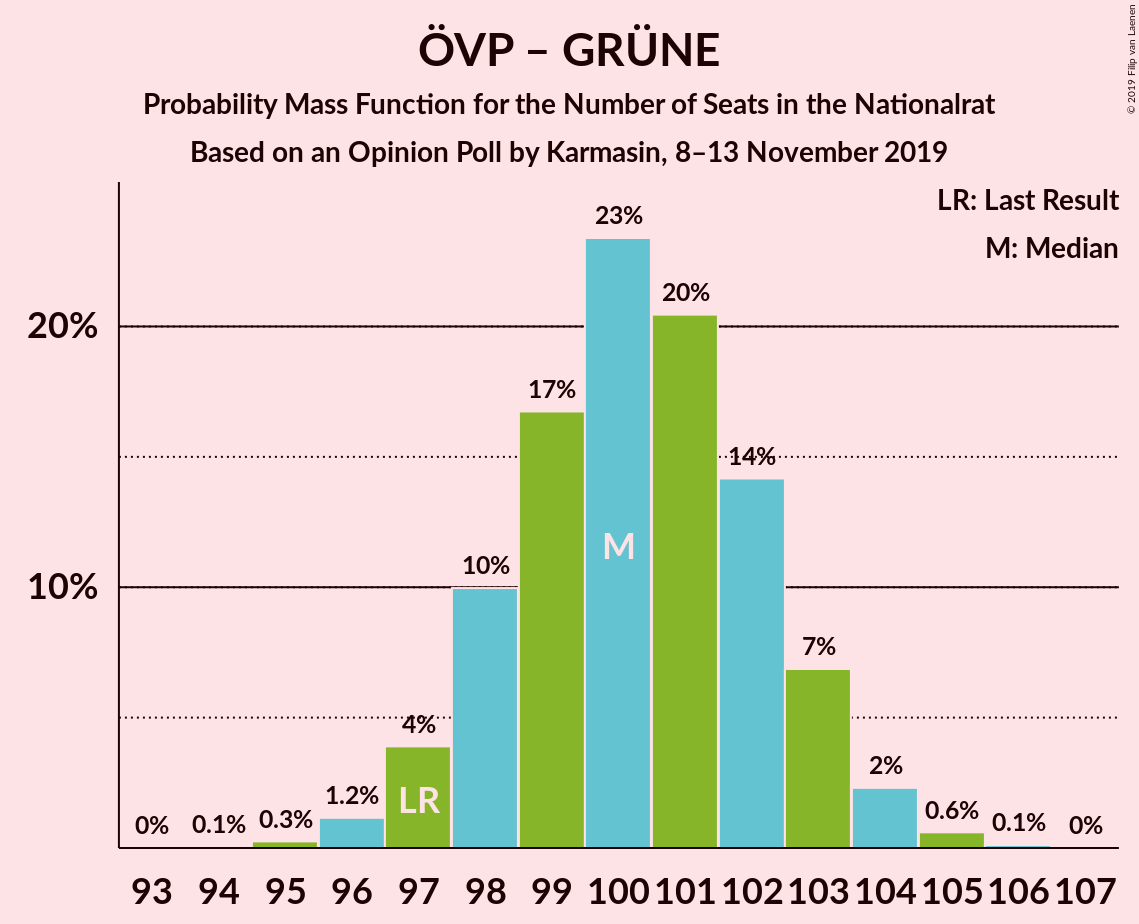 ÖVP – GRÜNE
Probability Mass Function for the Number of Seats in the Nationalrat
Based on an Opinion Poll by Karmasin, 8–13 November 2019
© 2019 Filip van Laenen
LR: Last Result
M: Median
20%
10%
0%
0.1%
0.3%
1.2%
4%
10%
17%
23%
20%
14%
7%
2%
0.6%
0.1%
0%
LR
M
93 94 95 96 97 98 99 100 101 102 103 104 105 106 107